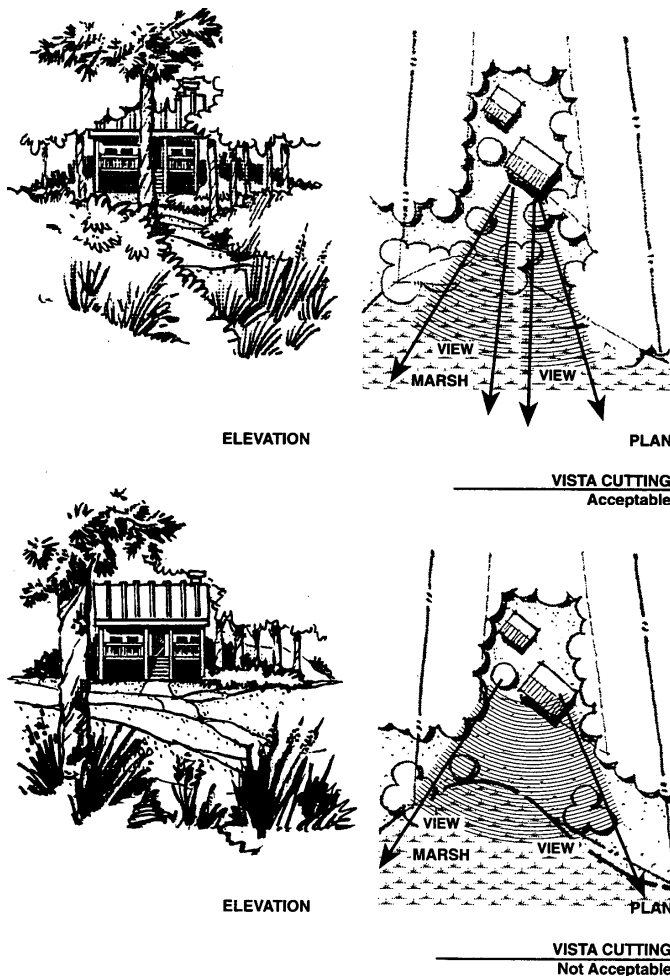 VIEW
VIEW
MARSH
ELEVATION
PLAN
VISTA CUTTING
Acceptable
VIEW
VIEW
MARSH
ELEVATION
PLAN
VISTA CUTTING
Not Acceptable